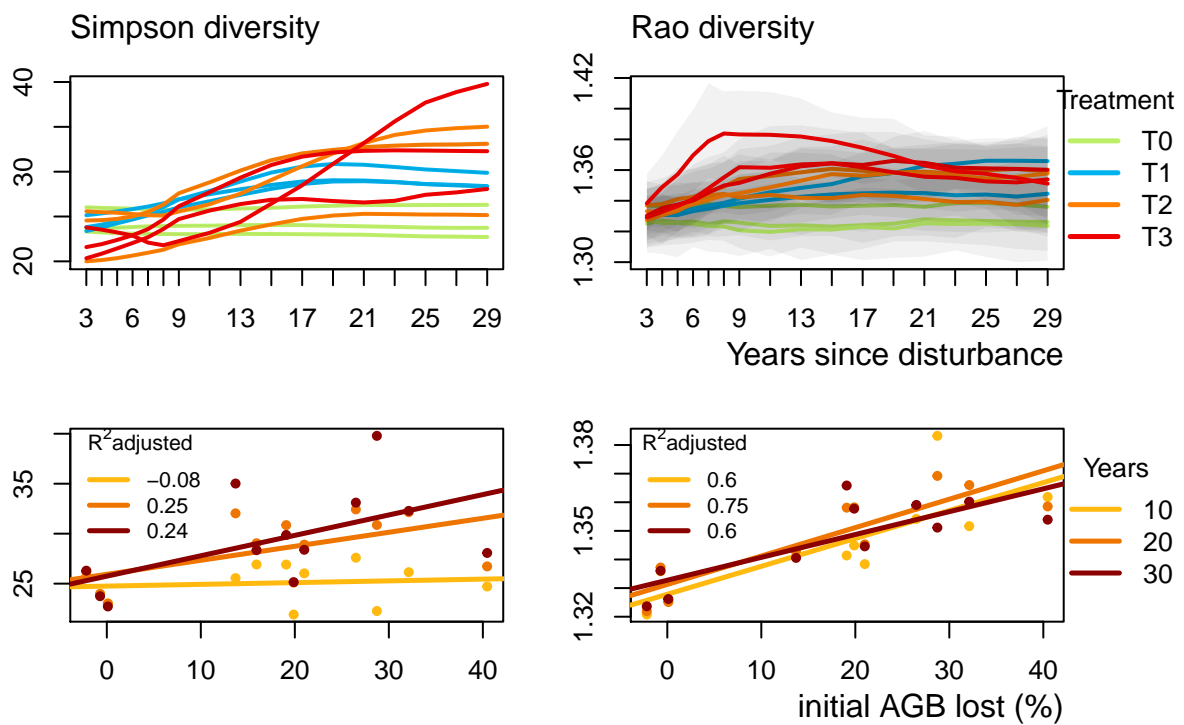 Simpson diversity
Rao diversity
40
30
20
3 6 9 13 17 21 25 29
1.42
1.36
1.30
3 6 9 13 17 21 25 29
Years since disturbance
Treatment
T0
T1
T2
T3
35
25
R²adjusted
−0.08
0.25
0.24
0 10 20 30 40
1.38
1.35
1.32
R²adjusted
0.6
0.75
0.6
0 10 20 30 40
initial AGB lost (%)
Years
10
20
30